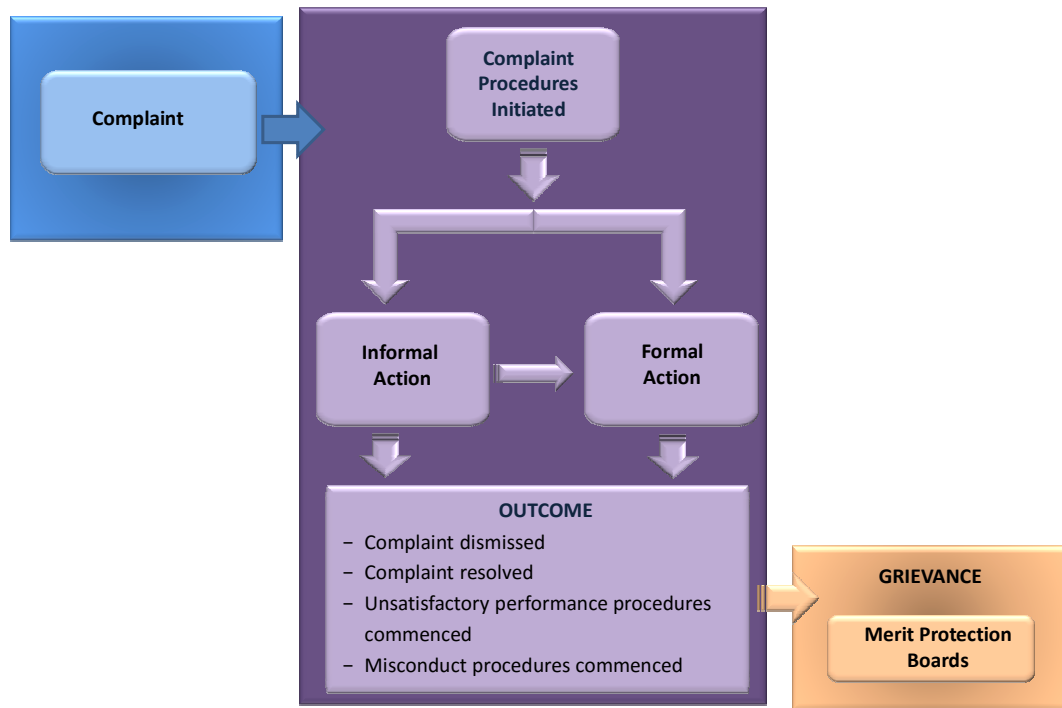 Complaint
Complaint
Procedures
Initiated
Informal
Action
Formal
Action
OUTCOME
− Complaint dismissed
− Complaint resolved
− Unsatisfactory performance procedures
commenced
− Misconduct procedures commenced
GRIEVANCE
Merit Protection
Boards